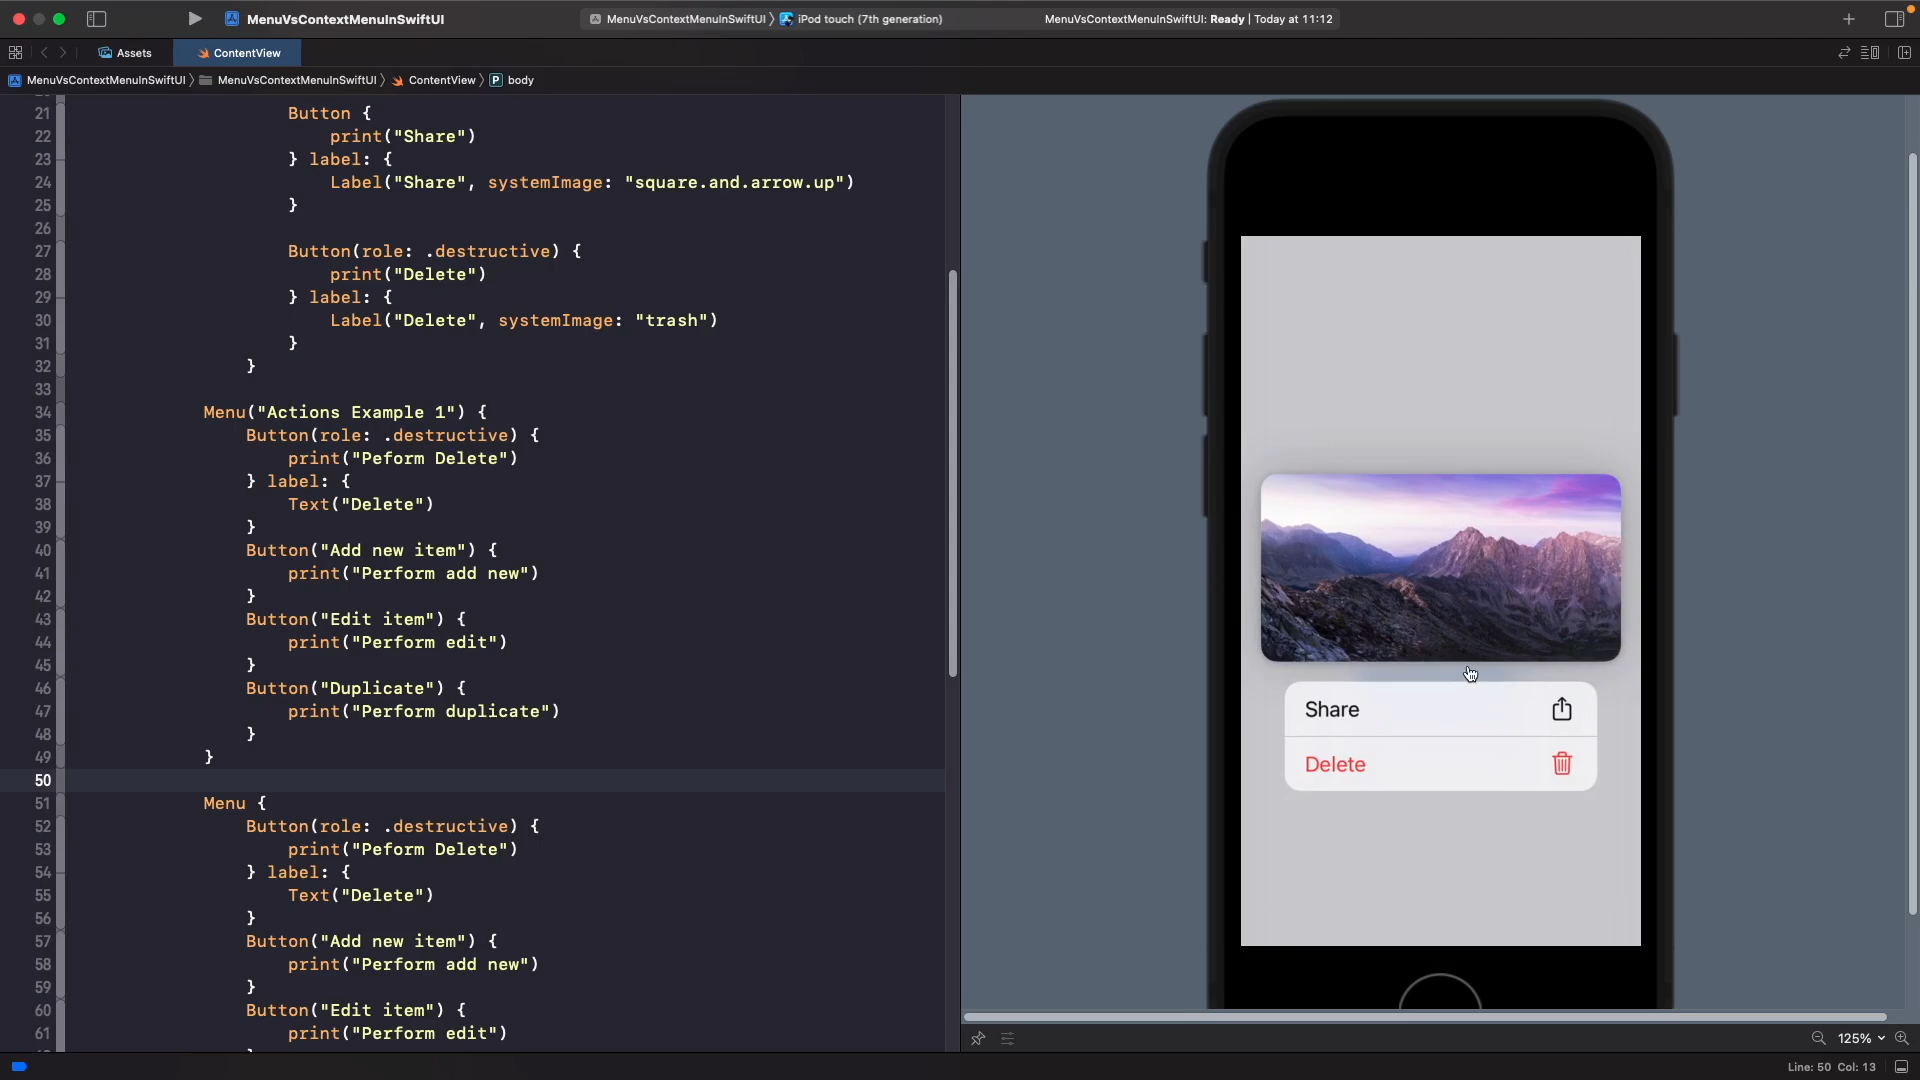 MenuVsContextMenuInSwiftUI
MenuVsContextMenuInSwiftUI 〉 iPod touch (7th generation)
MenuVsContextMenuInSwiftUI: Ready | Today at 11:12
Assets
ContentView
MenuVsContextMenuInSwiftUI 〉 MenuVsContextMenuInSwiftUI 〉 ContentView 〉 P body
21 Button {
22 print("Share")
23 } label: {
24 Label("Share", systemImage: "square.and.arrow.up")
25 }
26
27 Button(role: .destructive) {
28 print("Delete")
29 } label: {
30 Label("Delete", systemImage: "trash")
31 }
32 }
33
34 Menu("Actions Example 1") {
35 Button(role: .destructive) {
36 print("Peform Delete")
37 } label: {
38 Text("Delete")
39 }
40 Button("Add new item") {
41 print("Perform add new")
42 }
43 Button("Edit item") {
44 print("Perform edit")
45 }
46 Button("Duplicate") {
47 print("Perform duplicate")
48 }
49 }
50
51 Menu {
52 Button(role: .destructive) {
53 print("Peform Delete")
54 } label: {
55 Text("Delete")
56 }
57 Button("Add new item") {
58 print("Perform add new")
59 }
60 Button("Edit item") {
61 print("Perform edit")
Share
Delete
125%
Line: 50 Col: 13